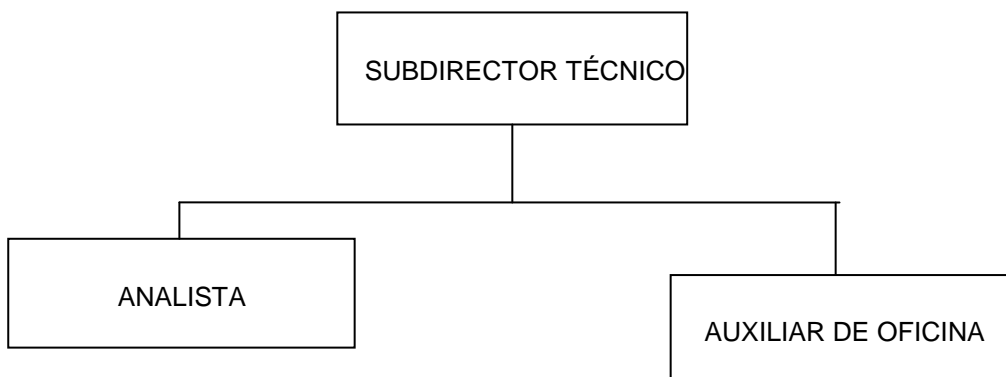 SUBDIRECTOR TÉCNICO
ANALISTA
AUXILIAR DE OFICINA